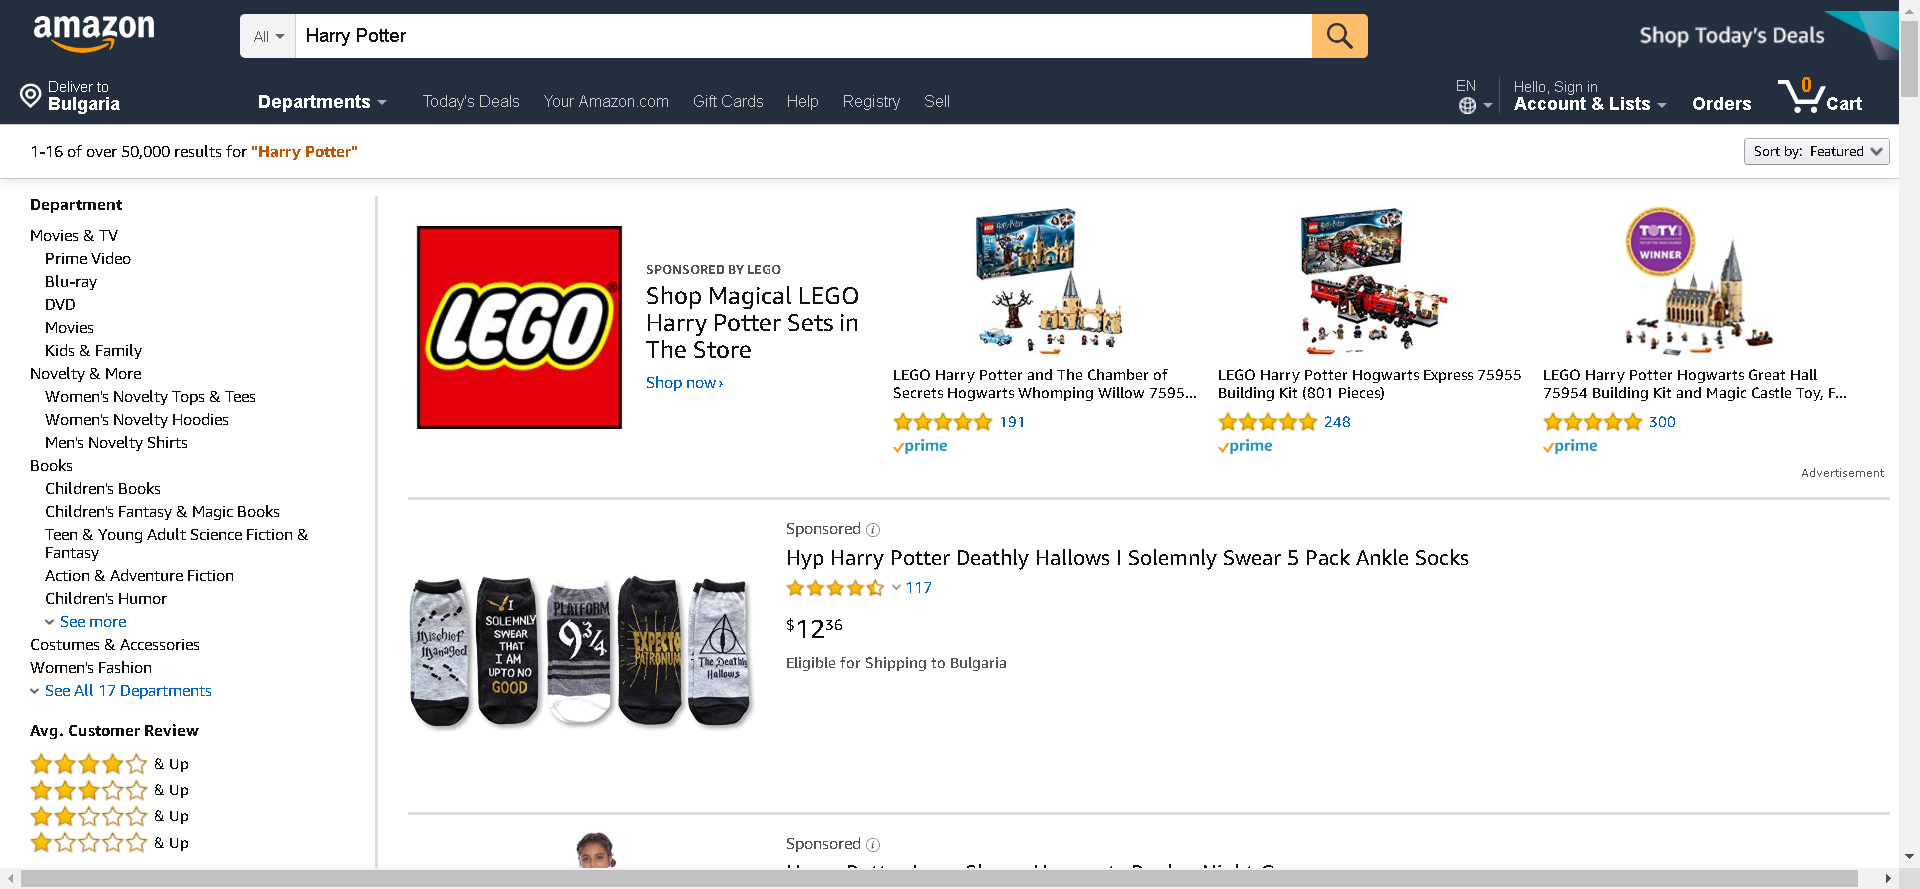 amazon
All
Harry Potter
Shop Today's Deals
Deliver to
Bulgaria
Departments
Today's Deals
Your Amazon.com
Gift Cards
Help
Registry
Sell
EN
Hello, Sign in
Account & Lists
Orders
0
Cart
1-16 of over 50,000 results for "Harry Potter"
Sort by: Featured
Department
Movies & TV
Prime Video
Blu-ray
DVD
Movies
Kids & Family
Novelty & More
Women's Novelty Tops & Tees
Women's Novelty Hoodies
Men's Novelty Shirts
Books
Children's Books
Children's Fantasy & Magic Books
Teen & Young Adult Science Fiction &
Fantasy
Action & Adventure Fiction
Children's Humor
See more
Costumes & Accessories
Women's Fashion
See All 17 Departments
Avg. Customer Review
& Up
& Up
& Up
& Up
LEGO
SPONSORED BY LEGO
Shop Magical LEGO
Harry Potter Sets in
The Store
Shop now›
LEGO Harry Potter and The Chamber of
Secrets Hogwarts Whomping Willow 7595...
191
prime
LEGO Harry Potter Hogwarts Express 75955
Building Kit (801 Pieces)
248
prime
TOTY!
WINNER
LEGO Harry Potter Hogwarts Great Hall
75954 Building Kit and Magic Castle Toy, F...
300
prime
Advertisement
Mischief
Managed
I
SOLEMNLY
SWEAR
THAT
I AM
UP TO NO
GOOD
PLATFORM
9 3/4
EXPECTO
PATRONUM
The Deathly
Hallows
Sponsored
Hyp Harry Potter Deathly Hallows I Solemnly Swear 5 Pack Ankle Socks
117
$12 36
Eligible for Shipping to Bulgaria
Sponsored